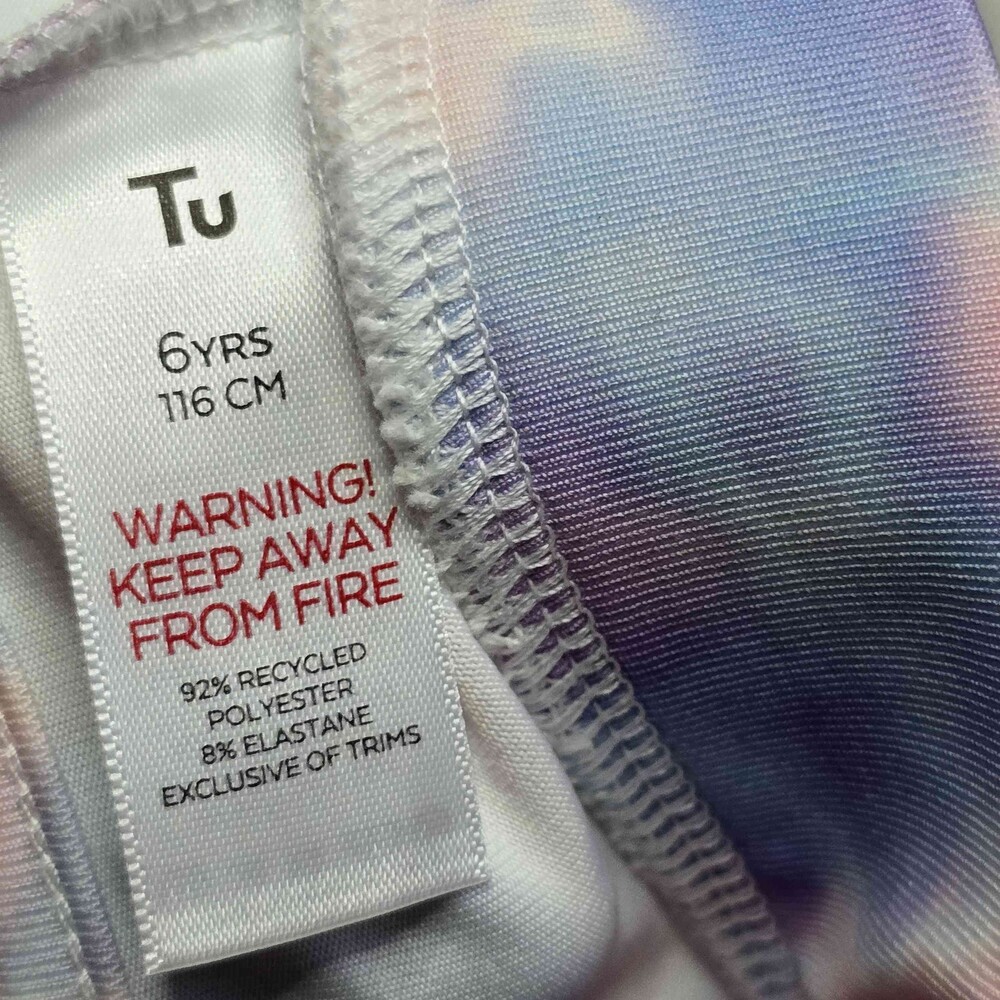 Tu
6YRS
116 CM
WARNING!
KEEP AWAY
FROM FIRE
92% RECYCLED
POLYESTER
8% ELASTANE
EXCLUSIVE OF TRIMS